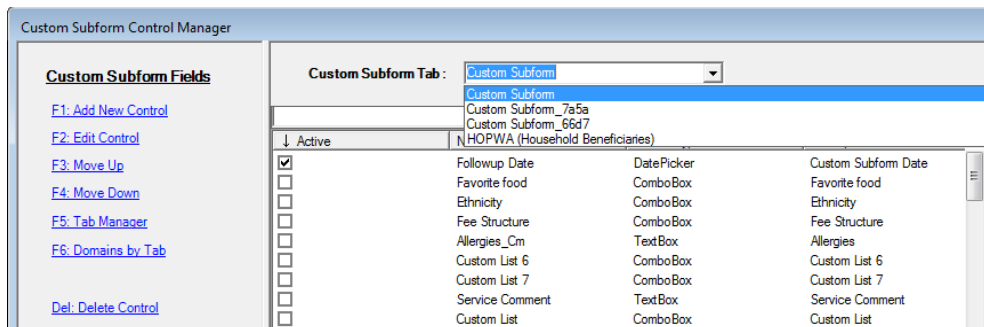 Custom Subform Control Manager
Custom Subform Fields
F1: Add New Control
F2: Edit Control
F3: Move Up
F4: Move Down
F5: Tab Manager
F6: Domains by Tab
Del: Delete Control
Custom Subform Tab : Custom Subform
Custom Subform
Custom Subform_7a5a
Custom Subform_66d7
HOPWA (Household Beneficiaries)
↓ Active
Followup Date DatePicker Custom Subform Date
Favorite food ComboBox Favorite food
Ethnicity ComboBox Ethnicity
Fee Structure ComboBox Fee Structure
Allergies_Cm TextBox Allergies
Custom List 6 ComboBox Custom List 6
Custom List 7 ComboBox Custom List 7
Service Comment TextBox Service Comment
Custom List ComboBox Custom List